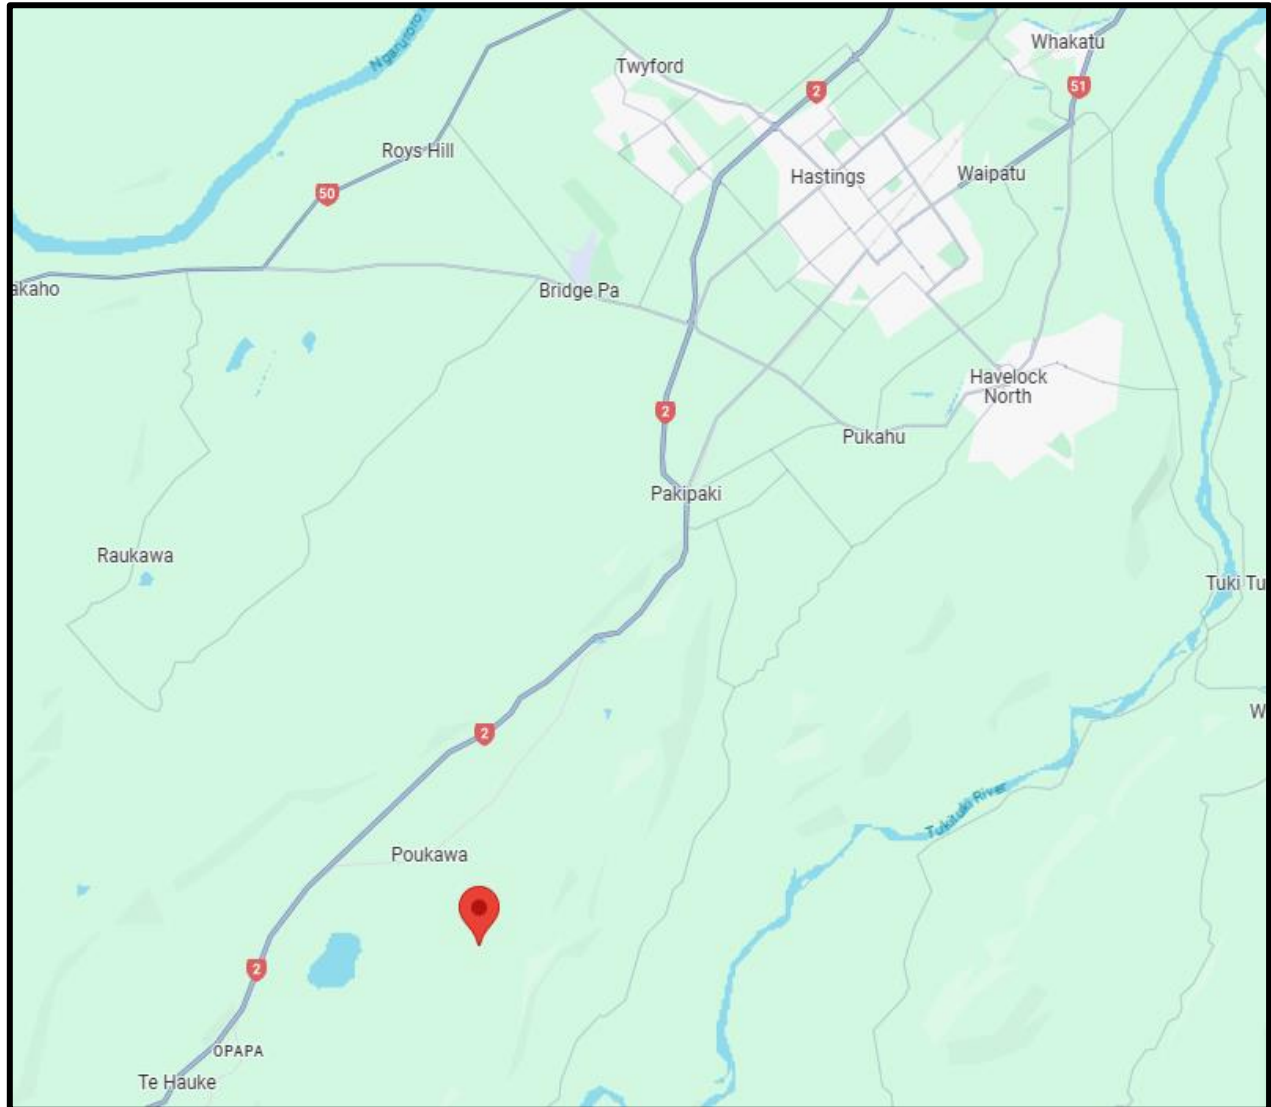 Whakatu
Twyford
2
51
Ngaruroro
Roys Hill
Hastings
Waipatu
50
akaho
Bridge Pa
Havelock
North
2
Pukahu
Pakipaki
Raukawa
Tuki Tu
W
2
Tukituki River
Poukawa
2
OPAPA
Te Hauke